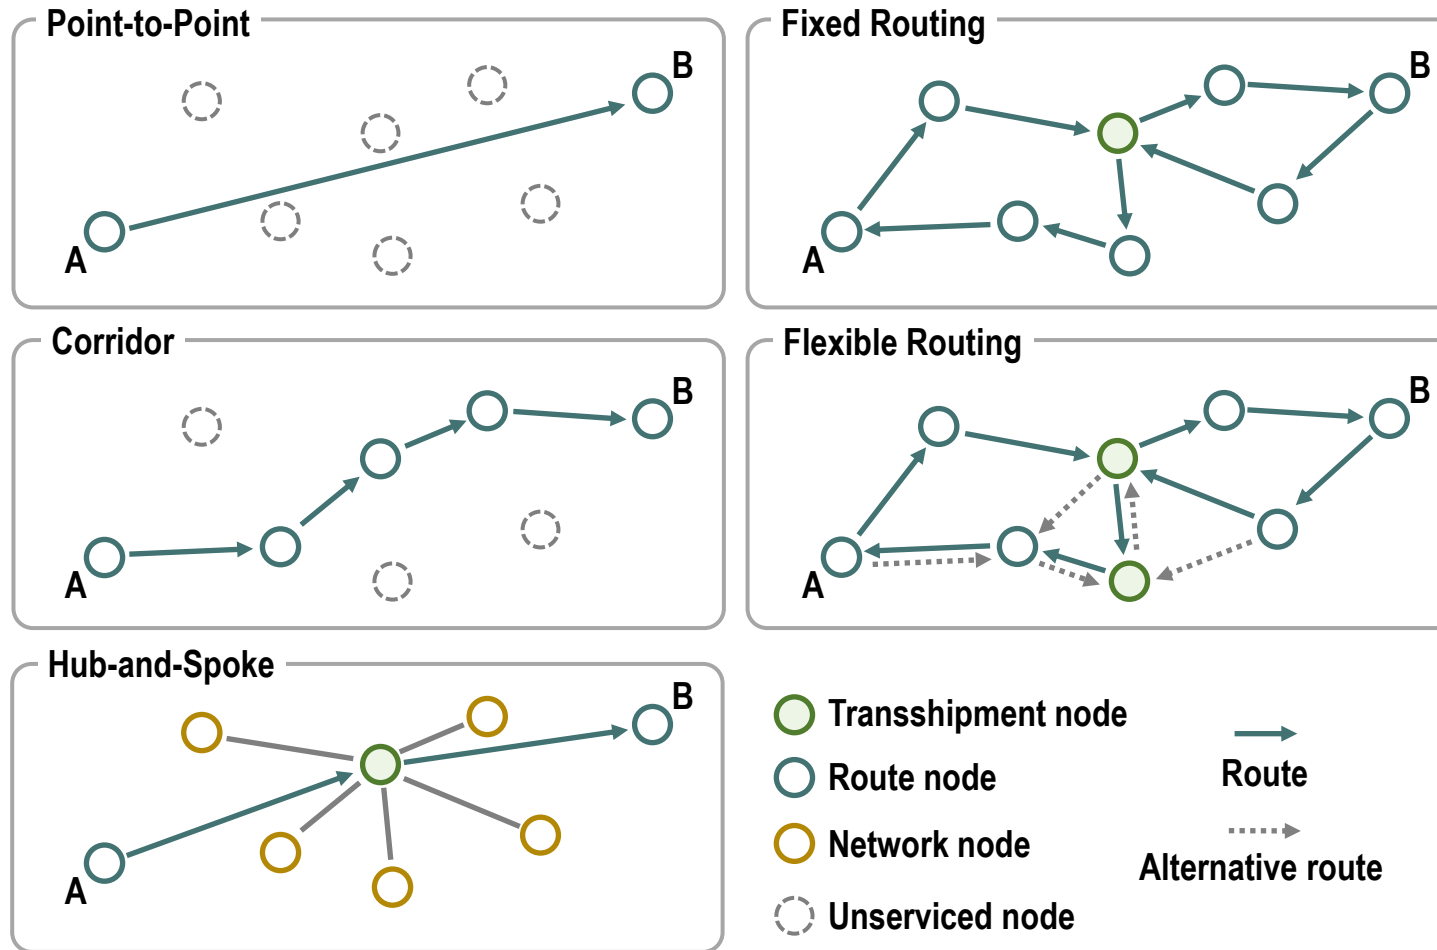 Point-to-Point
A
B
Fixed Routing
A
B
Corridor
A
B
Flexible Routing
A
B
Hub-and-Spoke
A
B
Transshipment node
Route node
Network node
Unserviced node
Route
Alternative route